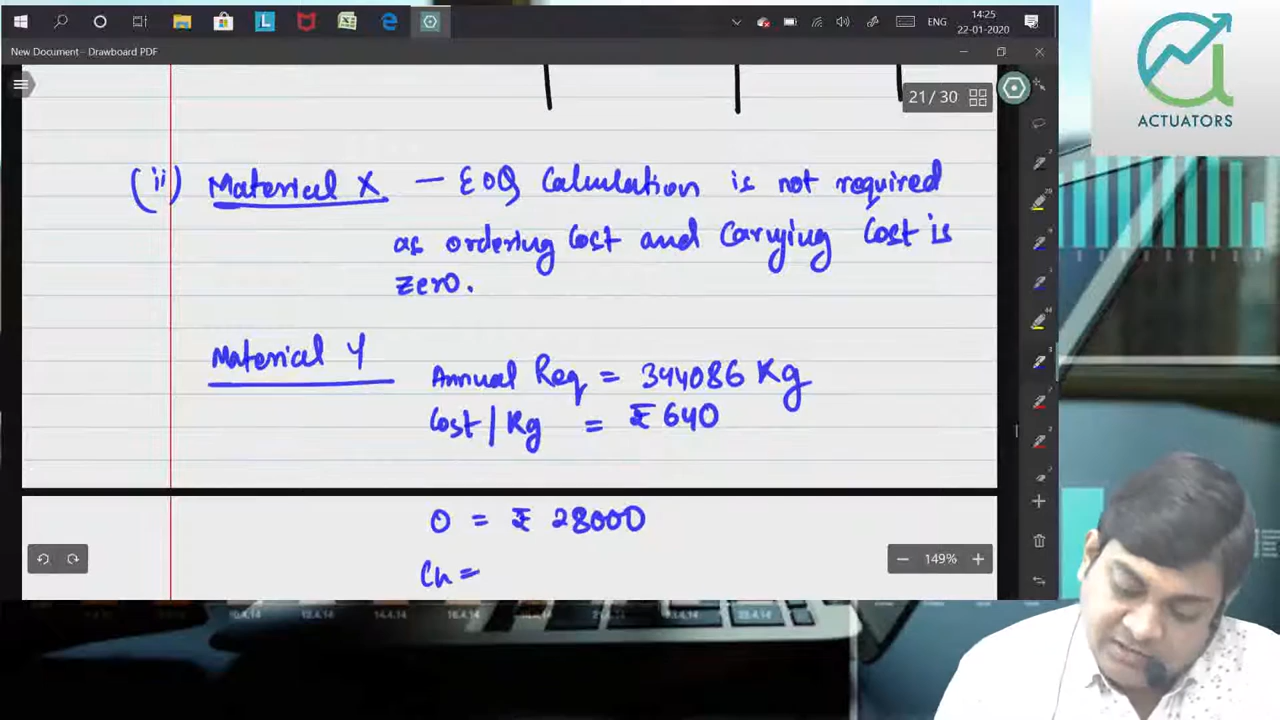 14:25
ENG
22-01-2020
New Document - Drawboard PDF
21 / 30
ACTUATORS
(ii) Material X - EOQ Calculation is not required
as ordering Cost and Carrying Cost is
zero.
Material Y
Annual Req = 344086 Kg
Cost/Kg = ₹ 640
O = ₹ 28000
Ch =
149%